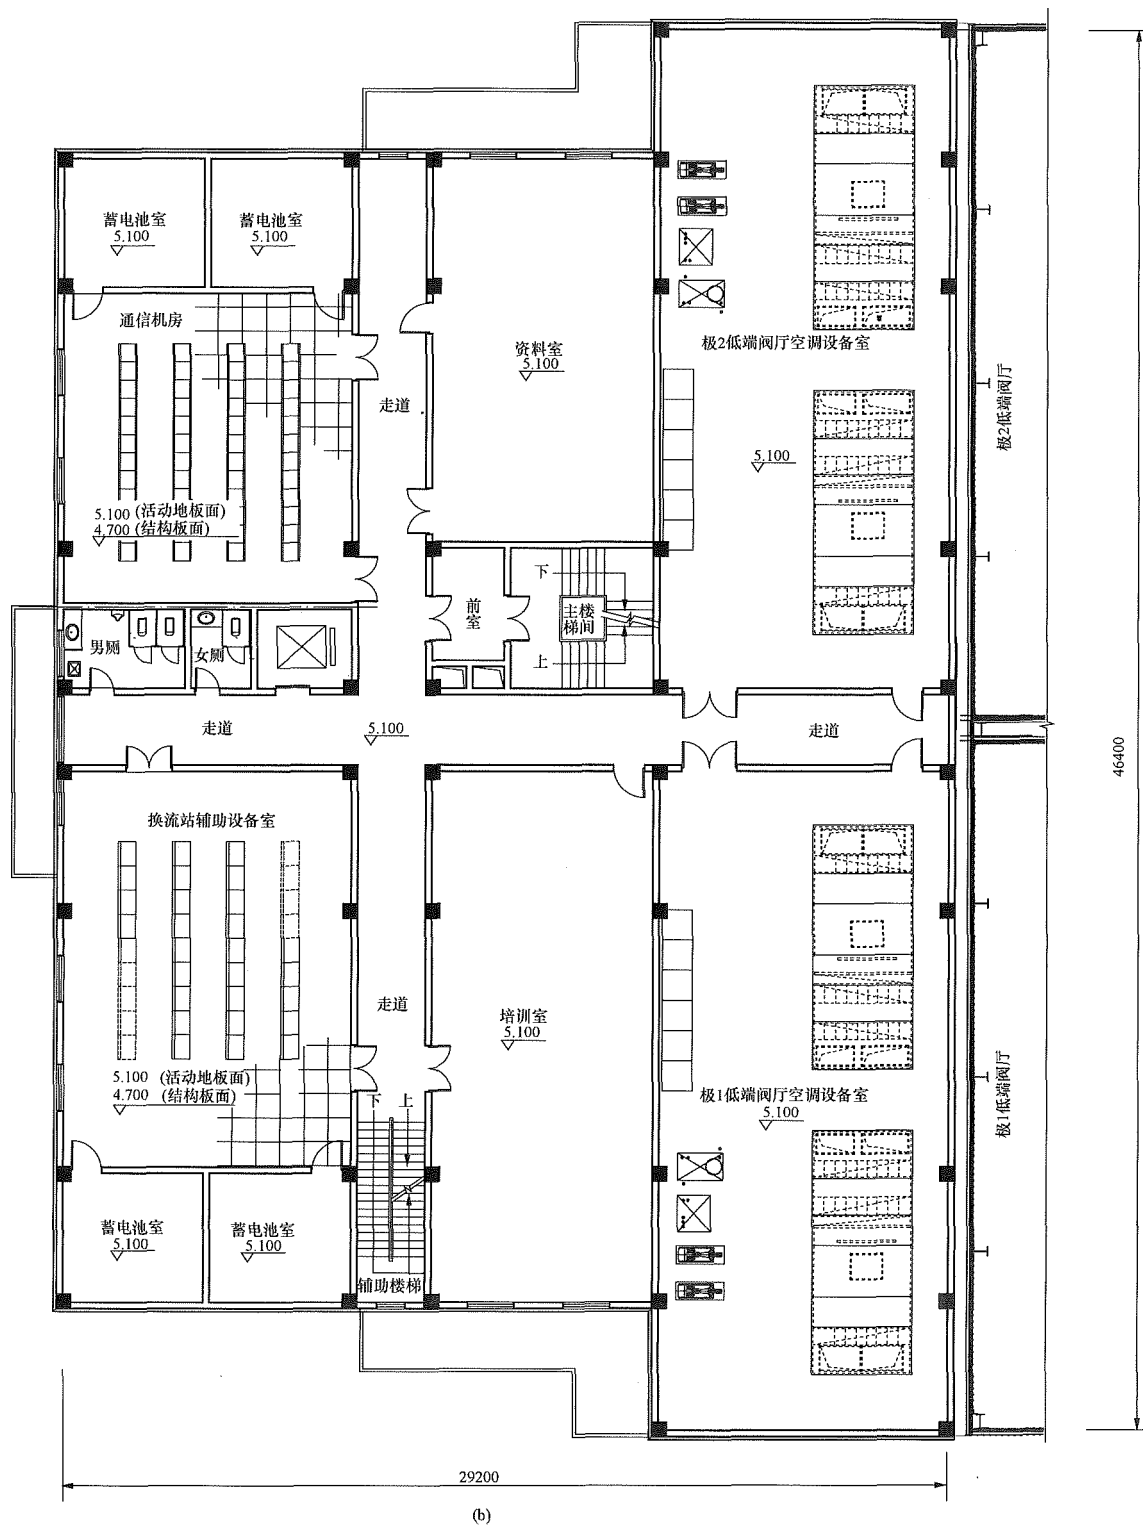 蓄电池室
5.100
蓄电池室
5.100
通信机房
资料室
5.100
极2低端阀厅空调设备室
极2低端阀厅
走道
5.100
5.100 (活动地板面)
4.700 (结构板面)
下
前室
主楼
梯间
上
男厕
女厕
走道
5.100
走道
46400
换流站辅助设备室
走道
培训室
5.100
5.100 (活动地板面)
4.700 (结构板面)
下
上
极1低端阀厅空调设备室
5.100
极1低端阀厅
蓄电池室
5.100
蓄电池室
5.100
辅助楼梯
29200
(b)